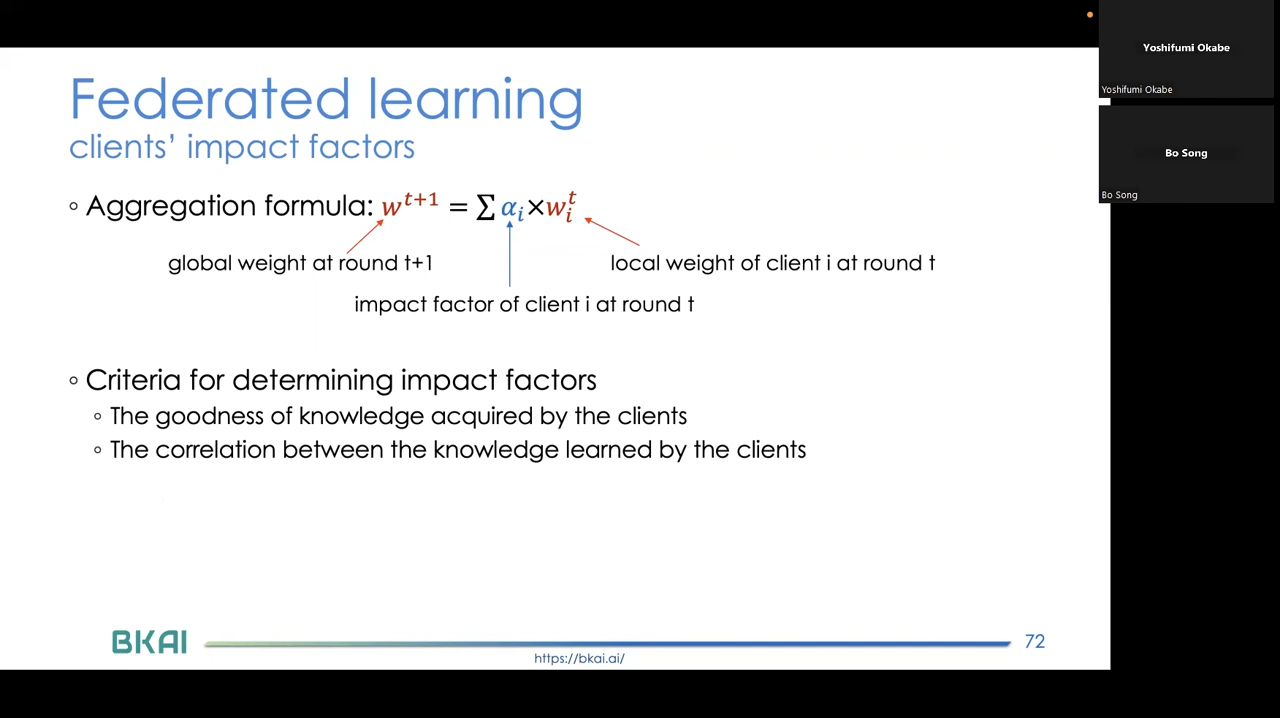 Federated learning
clients’ impact factors
◦ Aggregation formula: w^{t+1} = ∑ α_i × w_i^t
global weight at round t+1
local weight of client i at round t
impact factor of client i at round t
◦ Criteria for determining impact factors
◦ The goodness of knowledge acquired by the clients
◦ The correlation between the knowledge learned by the clients
BKAI
72
https://bkai.ai/
Yoshifumi Okabe
Yoshifumi Okabe
Bo Song
Bo Song